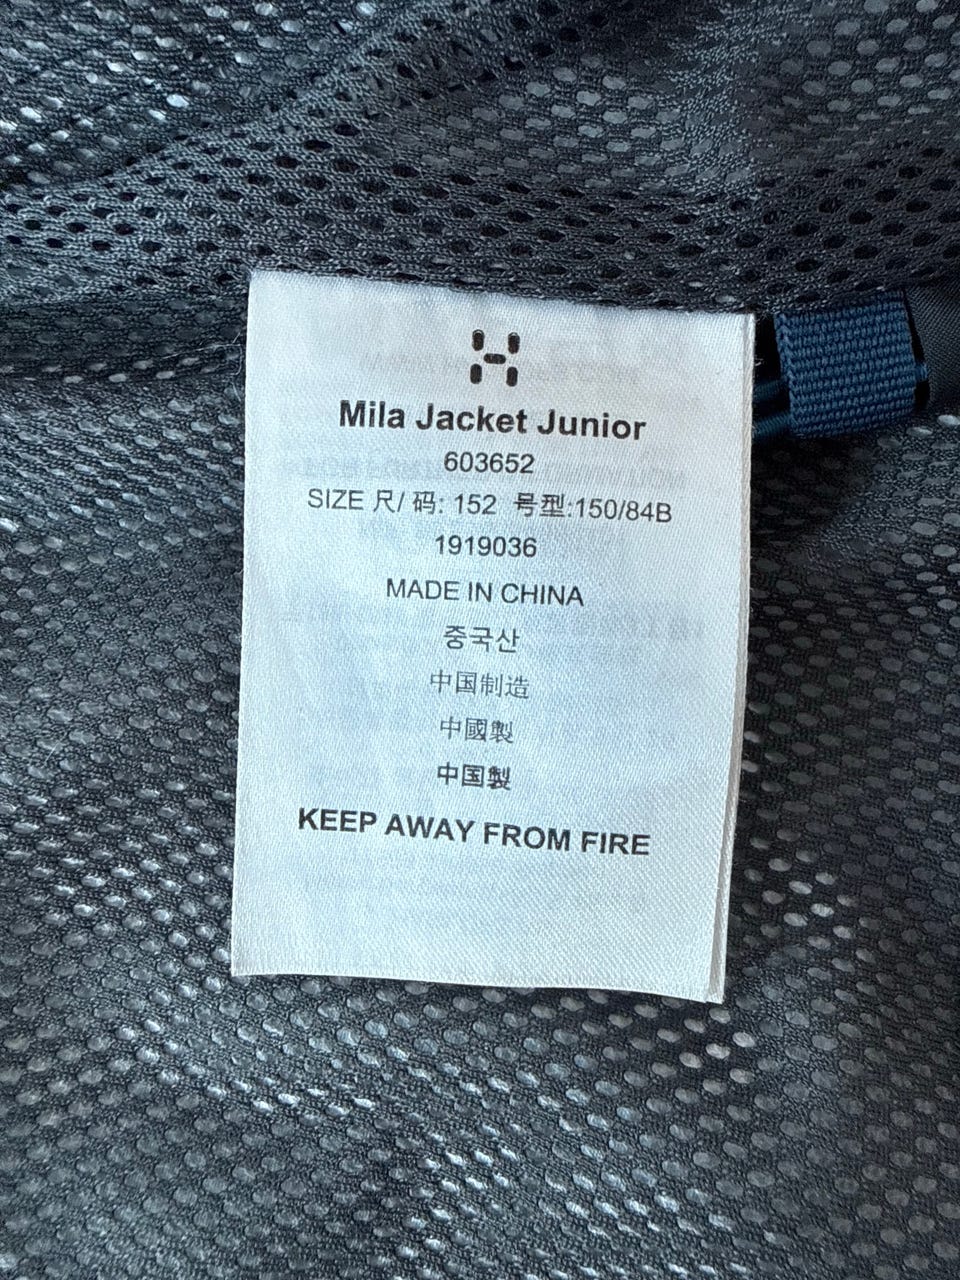 Mila Jacket Junior
603652
SIZE 尺/ 码: 152 号型:150/84B
1919036
MADE IN CHINA
중국산
中国制造
中國製
中国製
KEEP AWAY FROM FIRE